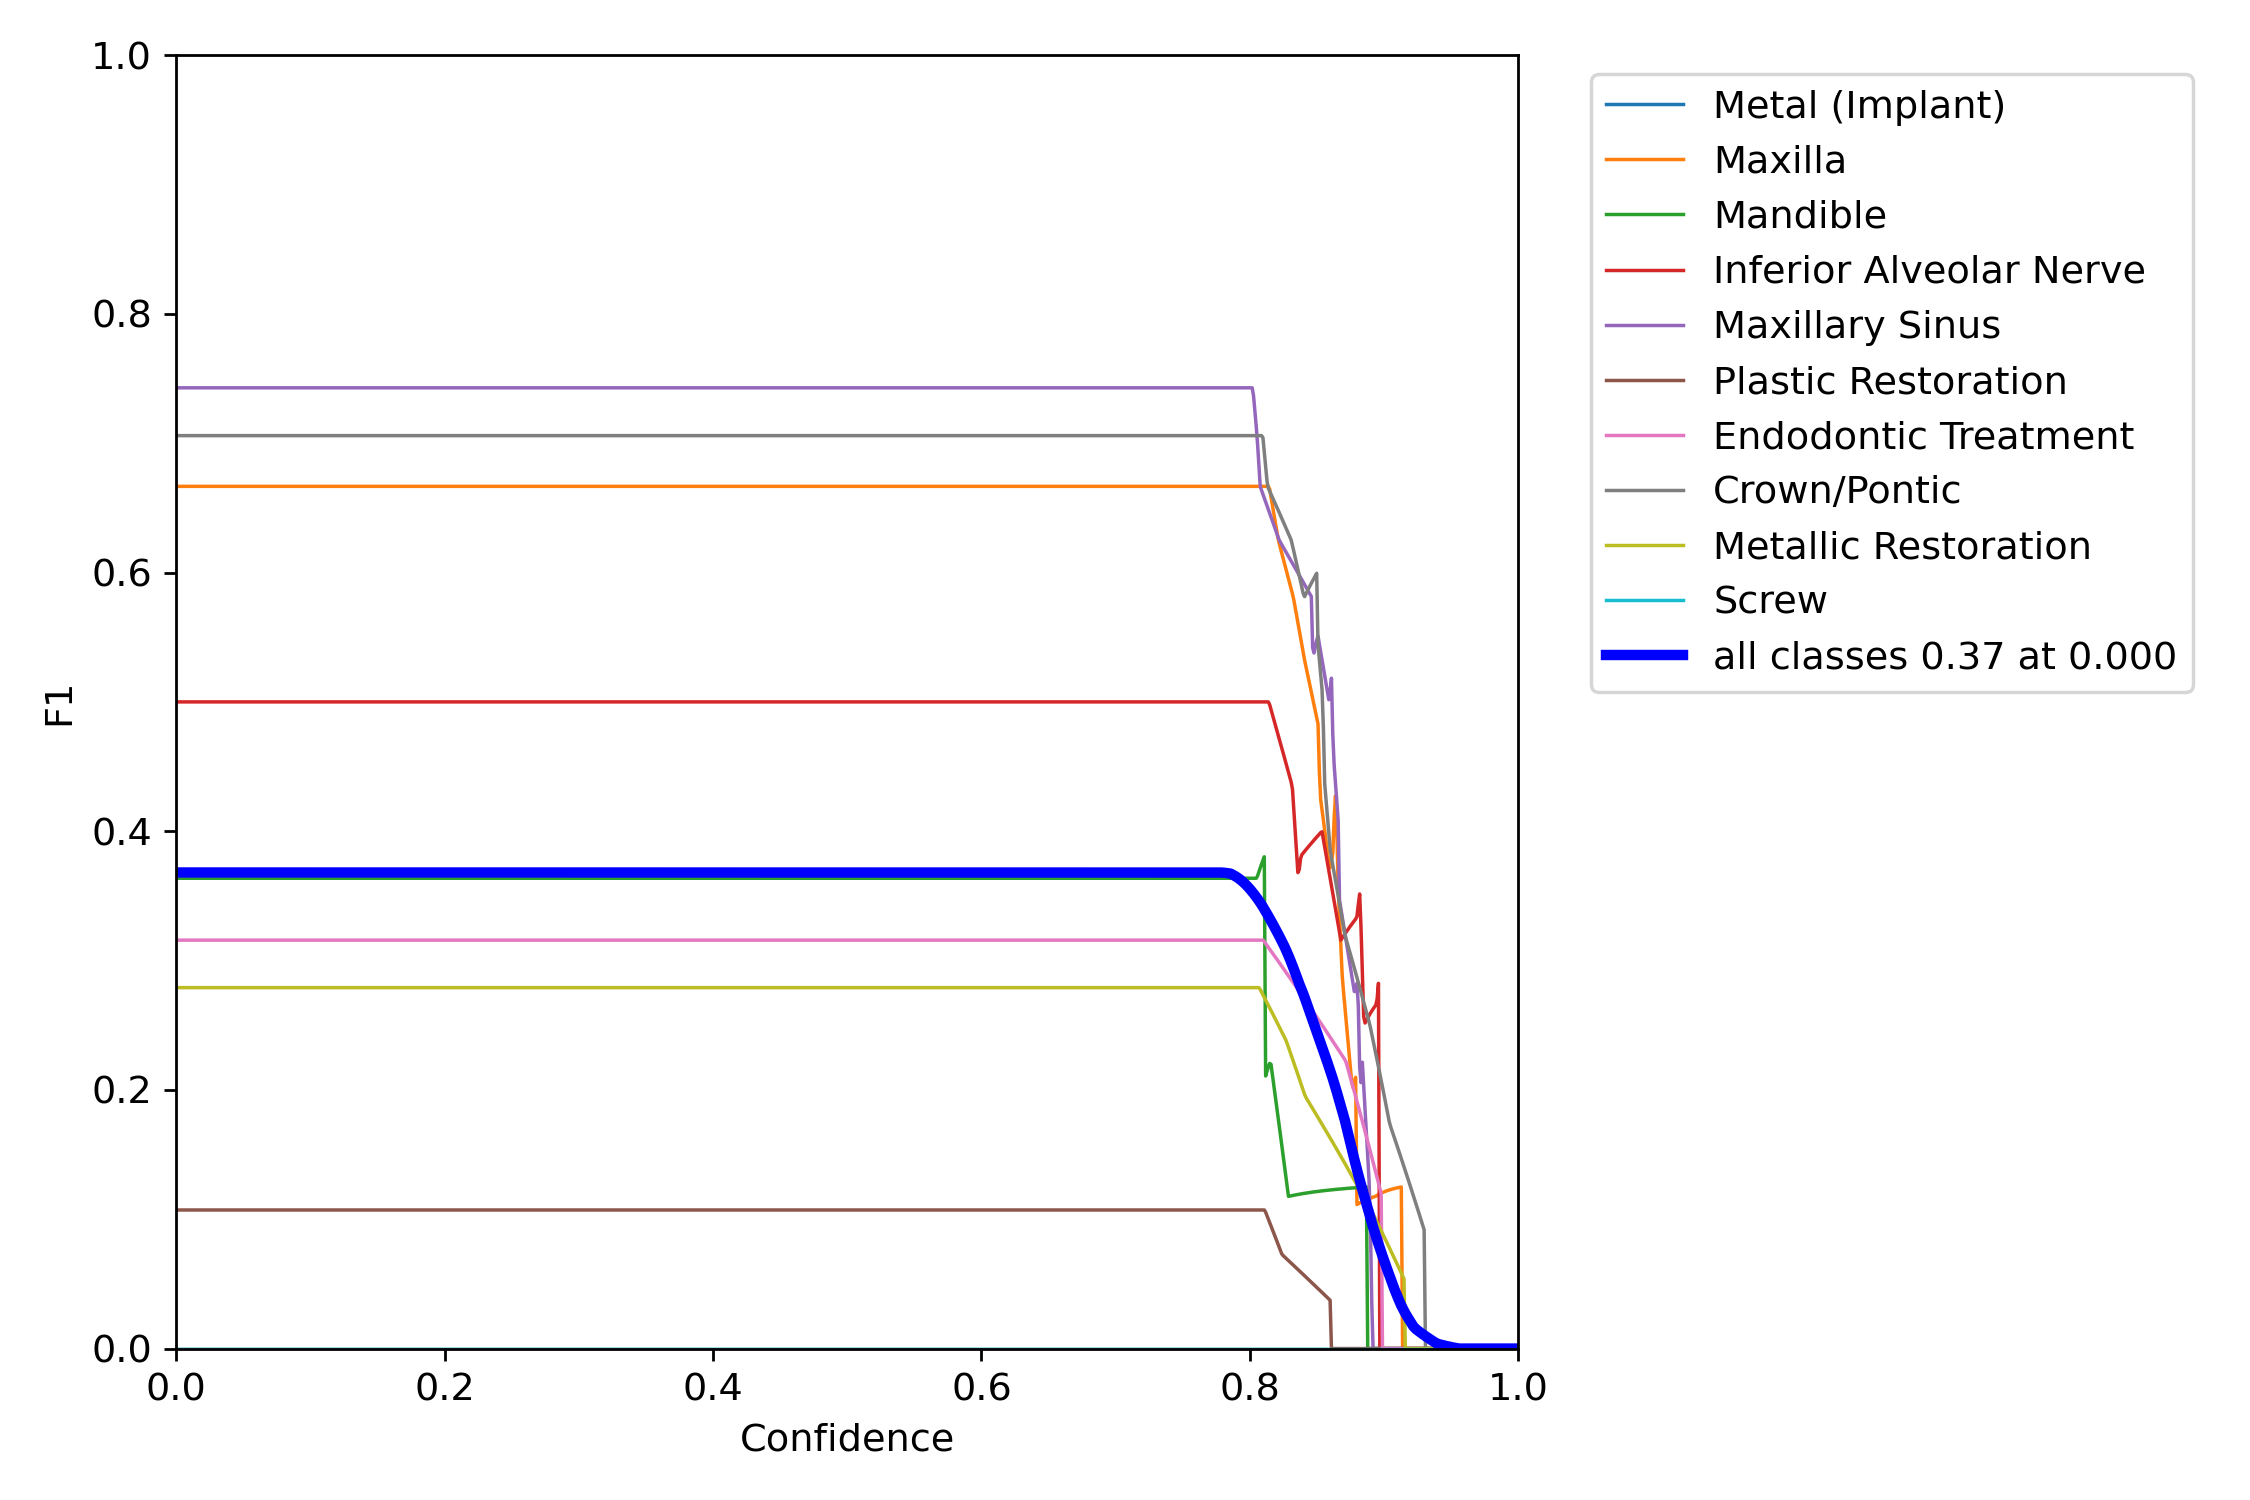 1.0
0.8
0.6
0.4
0.2
0.0
F1
0.0 0.2 0.4 0.6 0.8 1.0
Confidence
Metal (Implant)
Maxilla
Mandible
Inferior Alveolar Nerve
Maxillary Sinus
Plastic Restoration
Endodontic Treatment
Crown/Pontic
Metallic Restoration
Screw
all classes 0.37 at 0.000